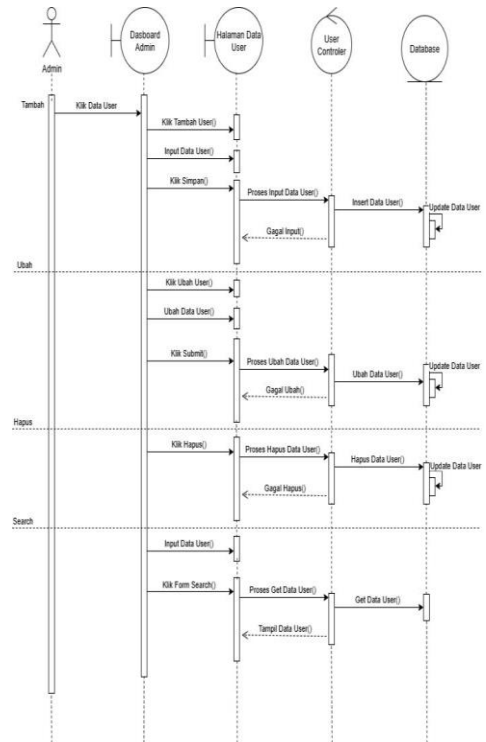 Admin
Dasboard
Admin
Halaman Data
User
User
Controler
Database
Tambah
Klik Data User
Klik Tambah User()
Input Data User()
Klik Simpan()
Proses Input Data User()
Insert Data User()
Update Data User
Gagal Input()
Ubah
Klik Ubah User()
Ubah Data User()
Klik Submit()
Proses Ubah Data User()
Ubah Data User()
Update Data User
Gagal Ubah()
Hapus
Klik Hapus()
Proses Hapus Data User()
Hapus Data User()
Update Data User
Gagal Hapus()
Search
Input Data User()
Klik Form Search()
Proses Get Data User()
Get Data User()
Tampil Data User()